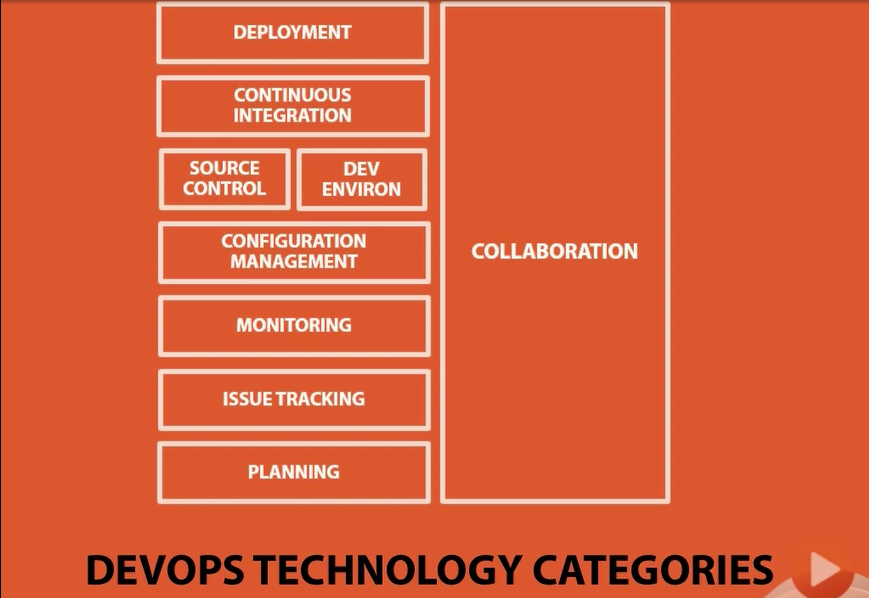 DEPLOYMENT
CONTINUOUS
INTEGRATION
SOURCE
CONTROL
DEV
ENVIRON
CONFIGURATION
MANAGEMENT
MONITORING
ISSUE TRACKING
PLANNING
COLLABORATION
DEVOPS TECHNOLOGY CATEGORIES